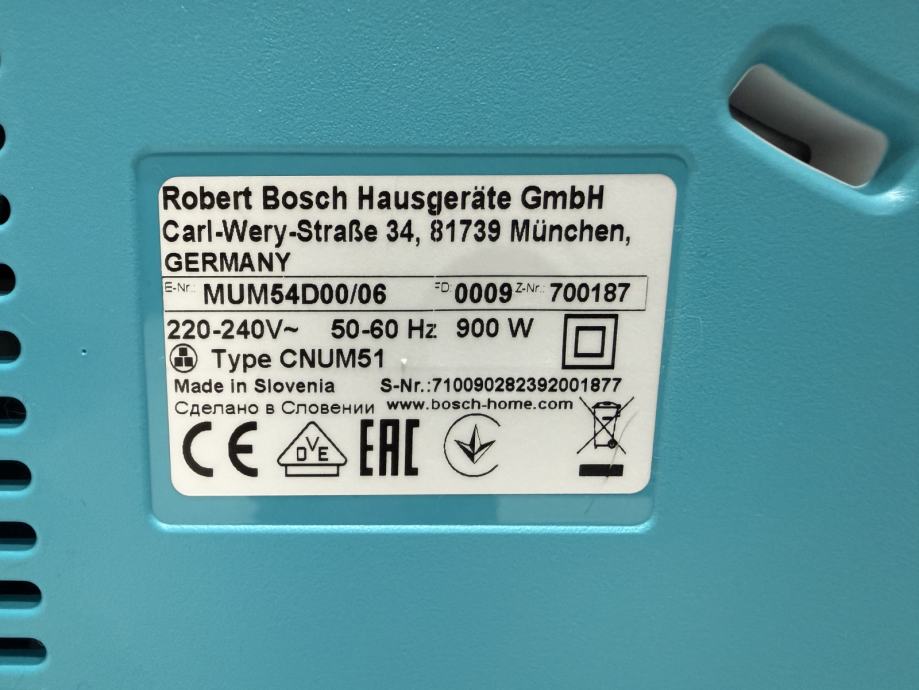 Robert Bosch Hausgeräte GmbH
Carl-Wery-Straße 34, 81739 München,
GERMANY
E-Nr.: MUM54D00/06 FD: 0009 Z-Nr.: 700187
220-240V~ 50-60 Hz 900 W
Type CNUM51
Made in Slovenia S-Nr.:710090282392001877
Сделано в Словении www.bosch-home.com
CE DVE EAC